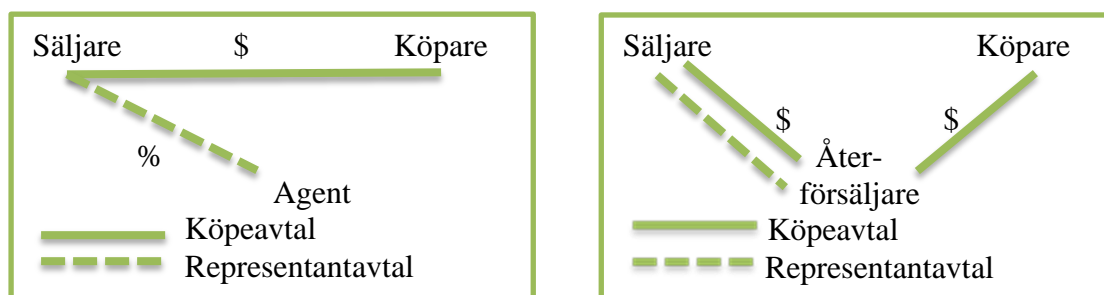 Säljare $ Köpare
%
Agent
Köpeavtal
Representantavtal
Säljare Köpare
$ $
Åter-
försäljare
Köpeavtal
Representantavtal